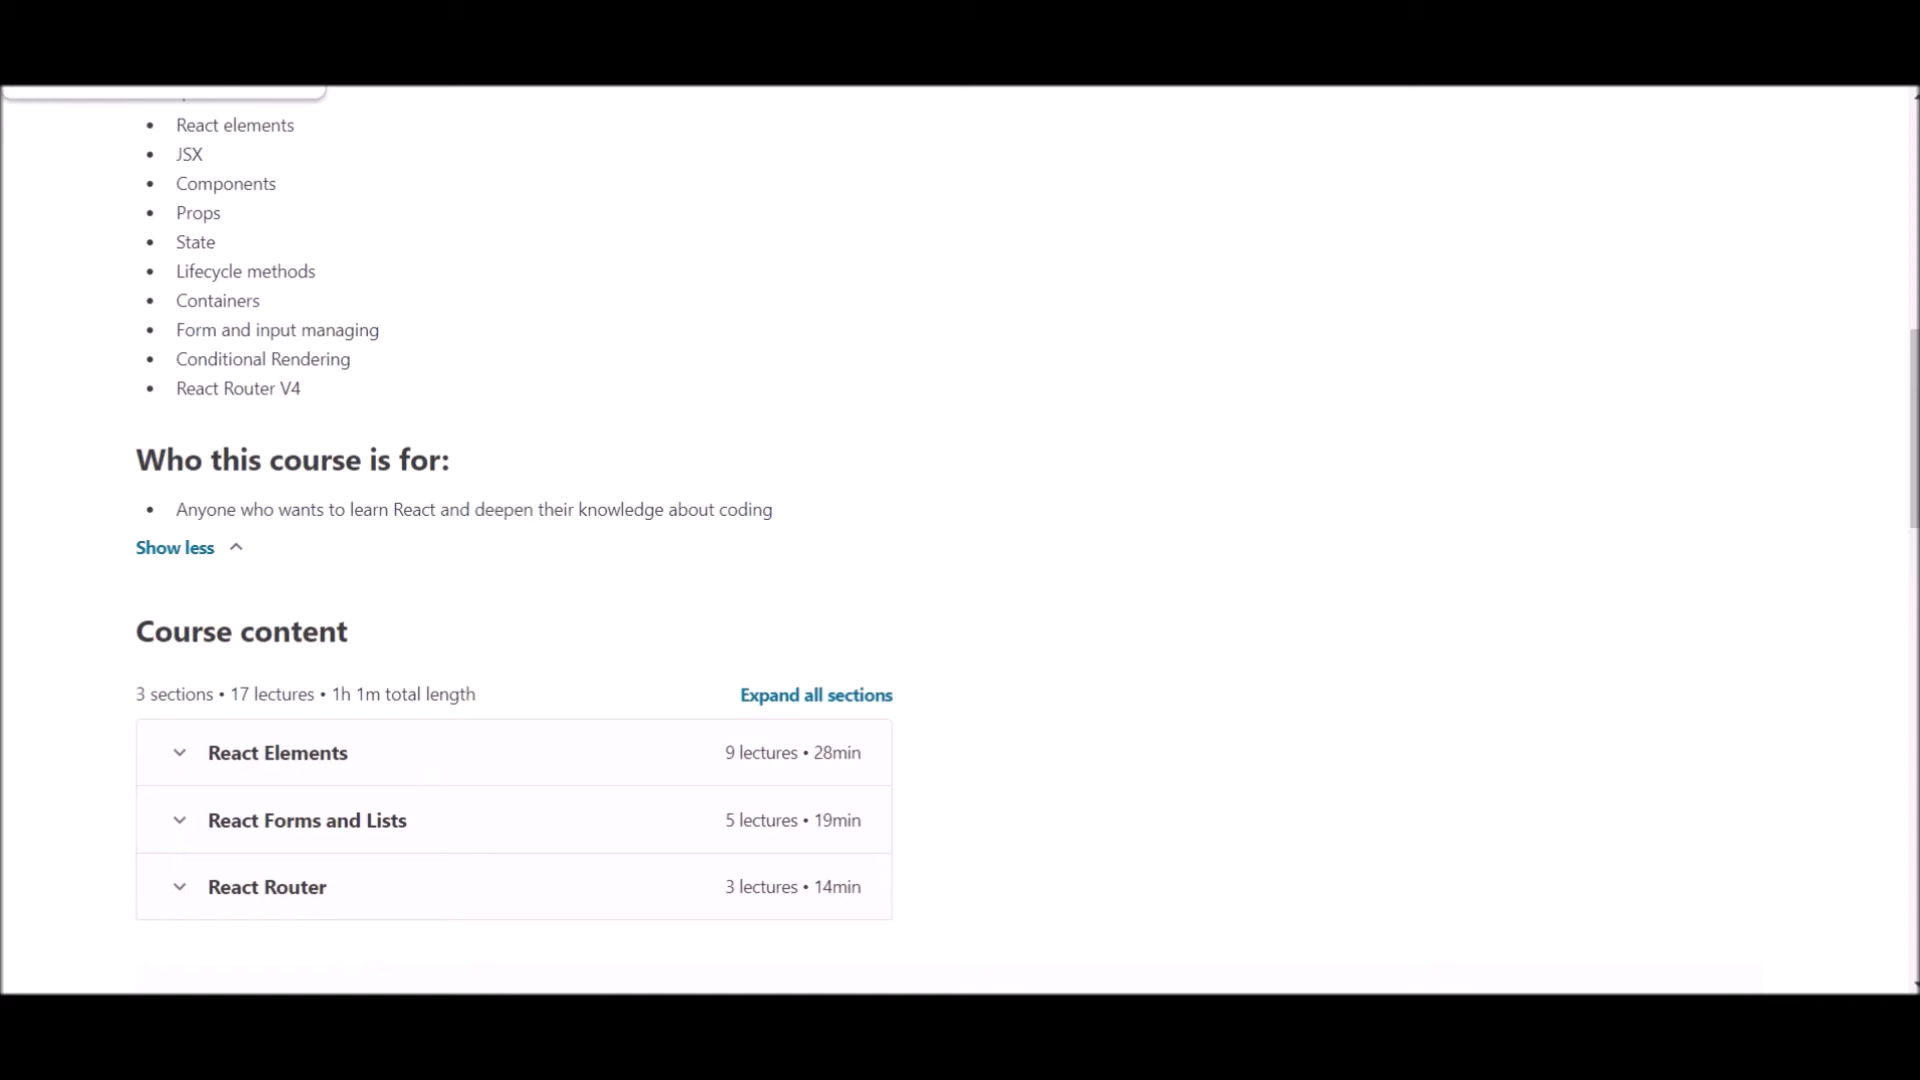 React elements
JSX
Components
Props
State
Lifecycle methods
Containers
Form and input managing
Conditional Rendering
React Router V4
Who this course is for:
Anyone who wants to learn React and deepen their knowledge about coding
Show less
Course content
3 sections • 17 lectures • 1h 1m total length
Expand all sections
React Elements
9 lectures • 28min
React Forms and Lists
5 lectures • 19min
React Router
3 lectures • 14min